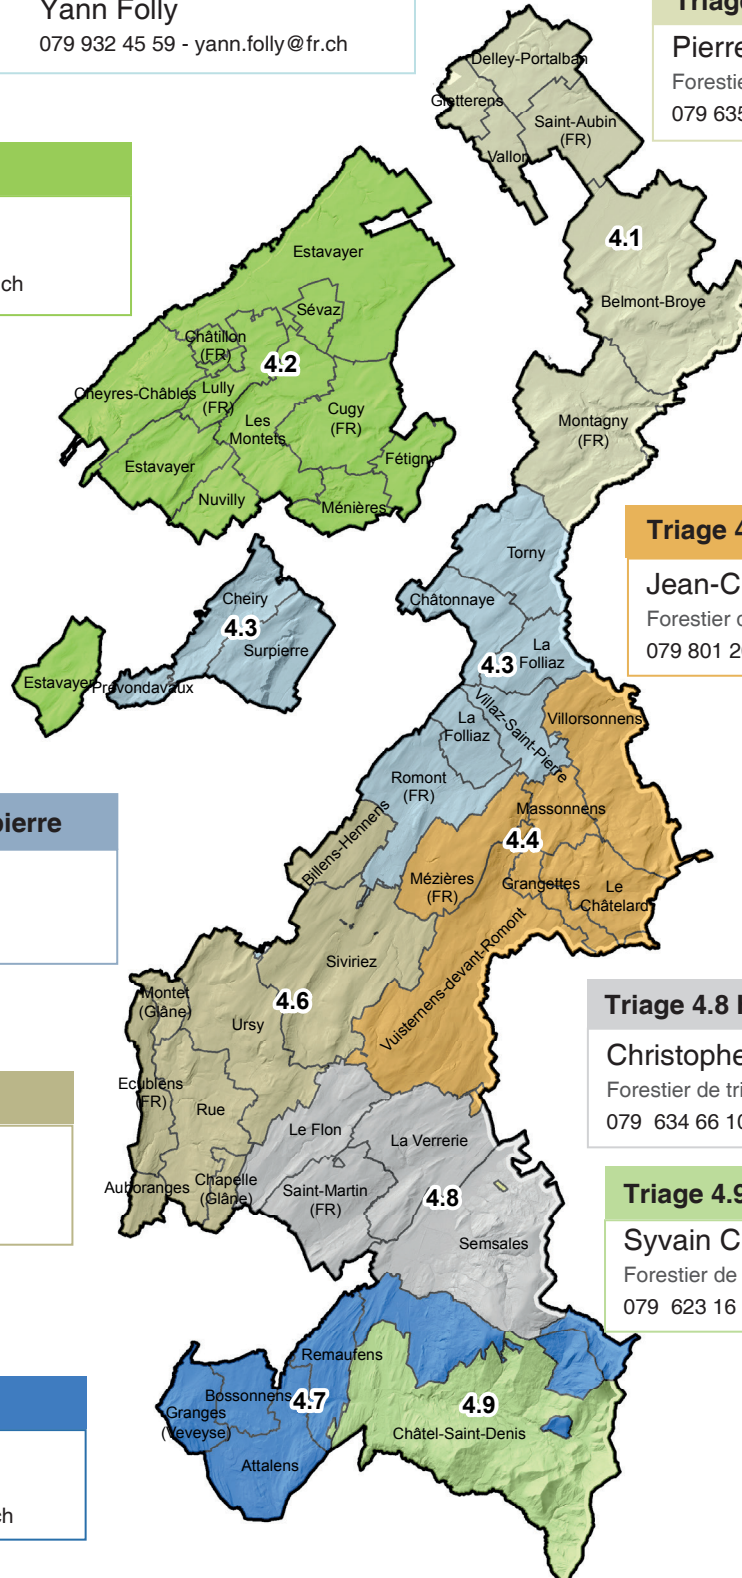 Yann Folly
079 932 45 59 - yann.folly@fr.ch
Triage
Pierre
Forestier
079 635
Delley-Portalban
Gletterens
Saint-Aubin
(FR)
Vallon
4.1
Belmont-Broye
Montagny
(FR)
ch
Estavayer
Sévaz
Châtillon
(FR)
4.2
Cheyres-Châbles
Lully
(FR)
Les
Montets
Cugy
(FR)
Estavayer
Fétigny
Nuvilly
Ménières
Triage 4
Jean-C
Forestier d
079 801 2
Torny
Châtonnaye
Cheiry
4.3
Surpierre
La
Folliaz
4.3
Estavayer
Prévondavaux
Villaz-Saint-Pierre
Villorsonnens
La
Folliaz
Romont
(FR)
Massonnens
4.4
pierre
Billens-Hennens
Mézières
(FR)
Grangettes
Le
Châtelard
Vuisternens-devant-Romont
Siviriez
4.6
Montet
(Glâne)
Ursy
Triage 4.8
Christophe
Forestier de tri
079 634 66 10
Ecublens
(FR)
Rue
Le Flon
La Verrerie
Auboranges
Chapelle
(Glâne)
Saint-Martin
(FR)
4.8
Semsales
Triage 4.9
Syvain C
Forestier de
079 623 16
Remaufens
Bossonnens
4.7
Granges
(Veveyse)
4.9
Châtel-Saint-Denis
Attalens
ch